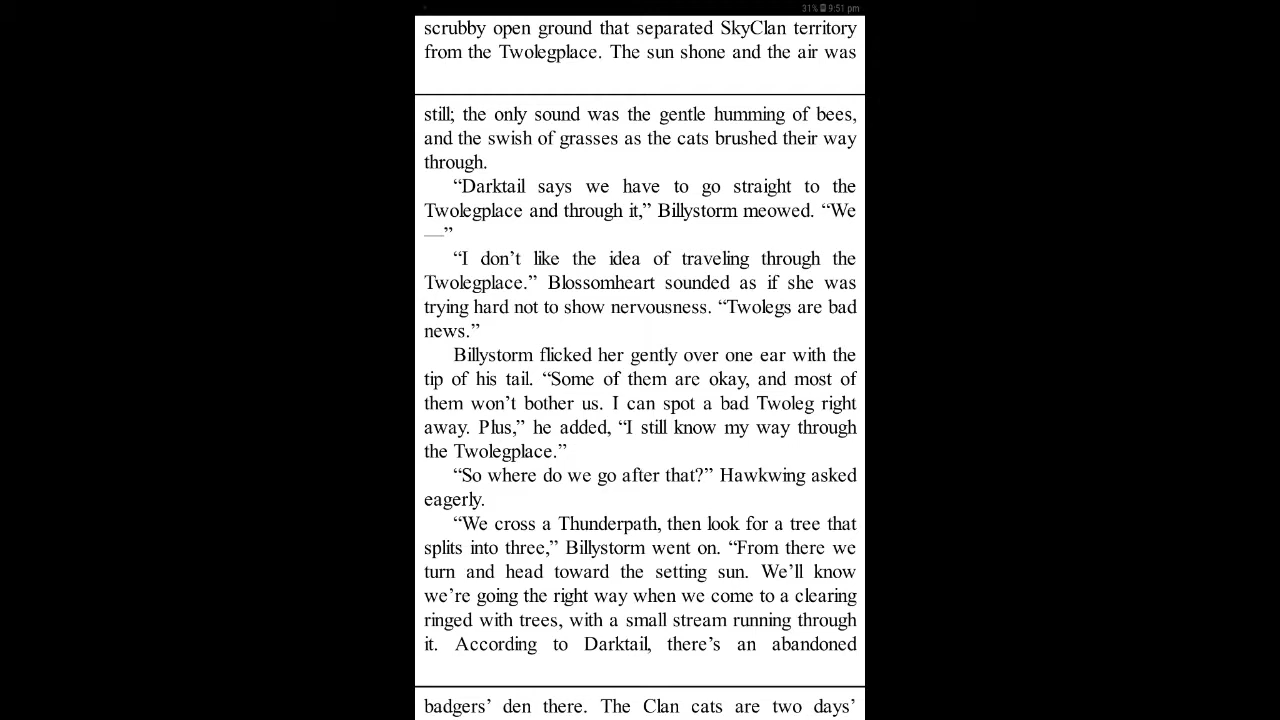 31% 9:51 pm
scrubby open ground that separated SkyClan territory
from the Twolegplace. The sun shone and the air was
still; the only sound was the gentle humming of bees,
and the swish of grasses as the cats brushed their way
through.
“Darktail says we have to go straight to the
Twolegplace and through it,” Billystorm meowed. “We
—”
“I don’t like the idea of traveling through the
Twolegplace.” Blossomheart sounded as if she was
trying hard not to show nervousness. “Twolegs are bad
news.”
Billystorm flicked her gently over one ear with the
tip of his tail. “Some of them are okay, and most of
them won’t bother us. I can spot a bad Twoleg right
away. Plus,” he added, “I still know my way through
the Twolegplace.”
“So where do we go after that?” Hawkwing asked
eagerly.
“We cross a Thunderpath, then look for a tree that
splits into three,” Billystorm went on. “From there we
turn and head toward the setting sun. We’ll know
we’re going the right way when we come to a clearing
ringed with trees, with a small stream running through
it. According to Darktail, there’s an abandoned
badgers’ den there. The Clan cats are two days’